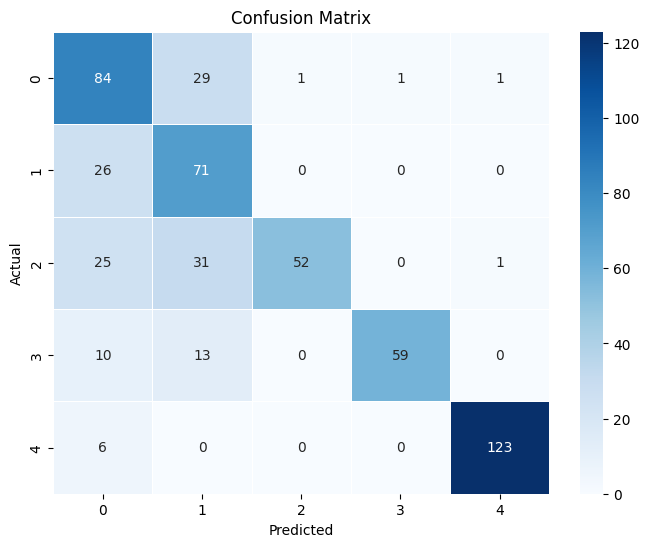 Confusion Matrix
Actual
0 84 29 1 1 1
1 26 71 0 0 0
2 25 31 52 0 1
3 10 13 0 59 0
4 6 0 0 0 123
0 1 2 3 4
Predicted
120
100
80
60
40
20
0